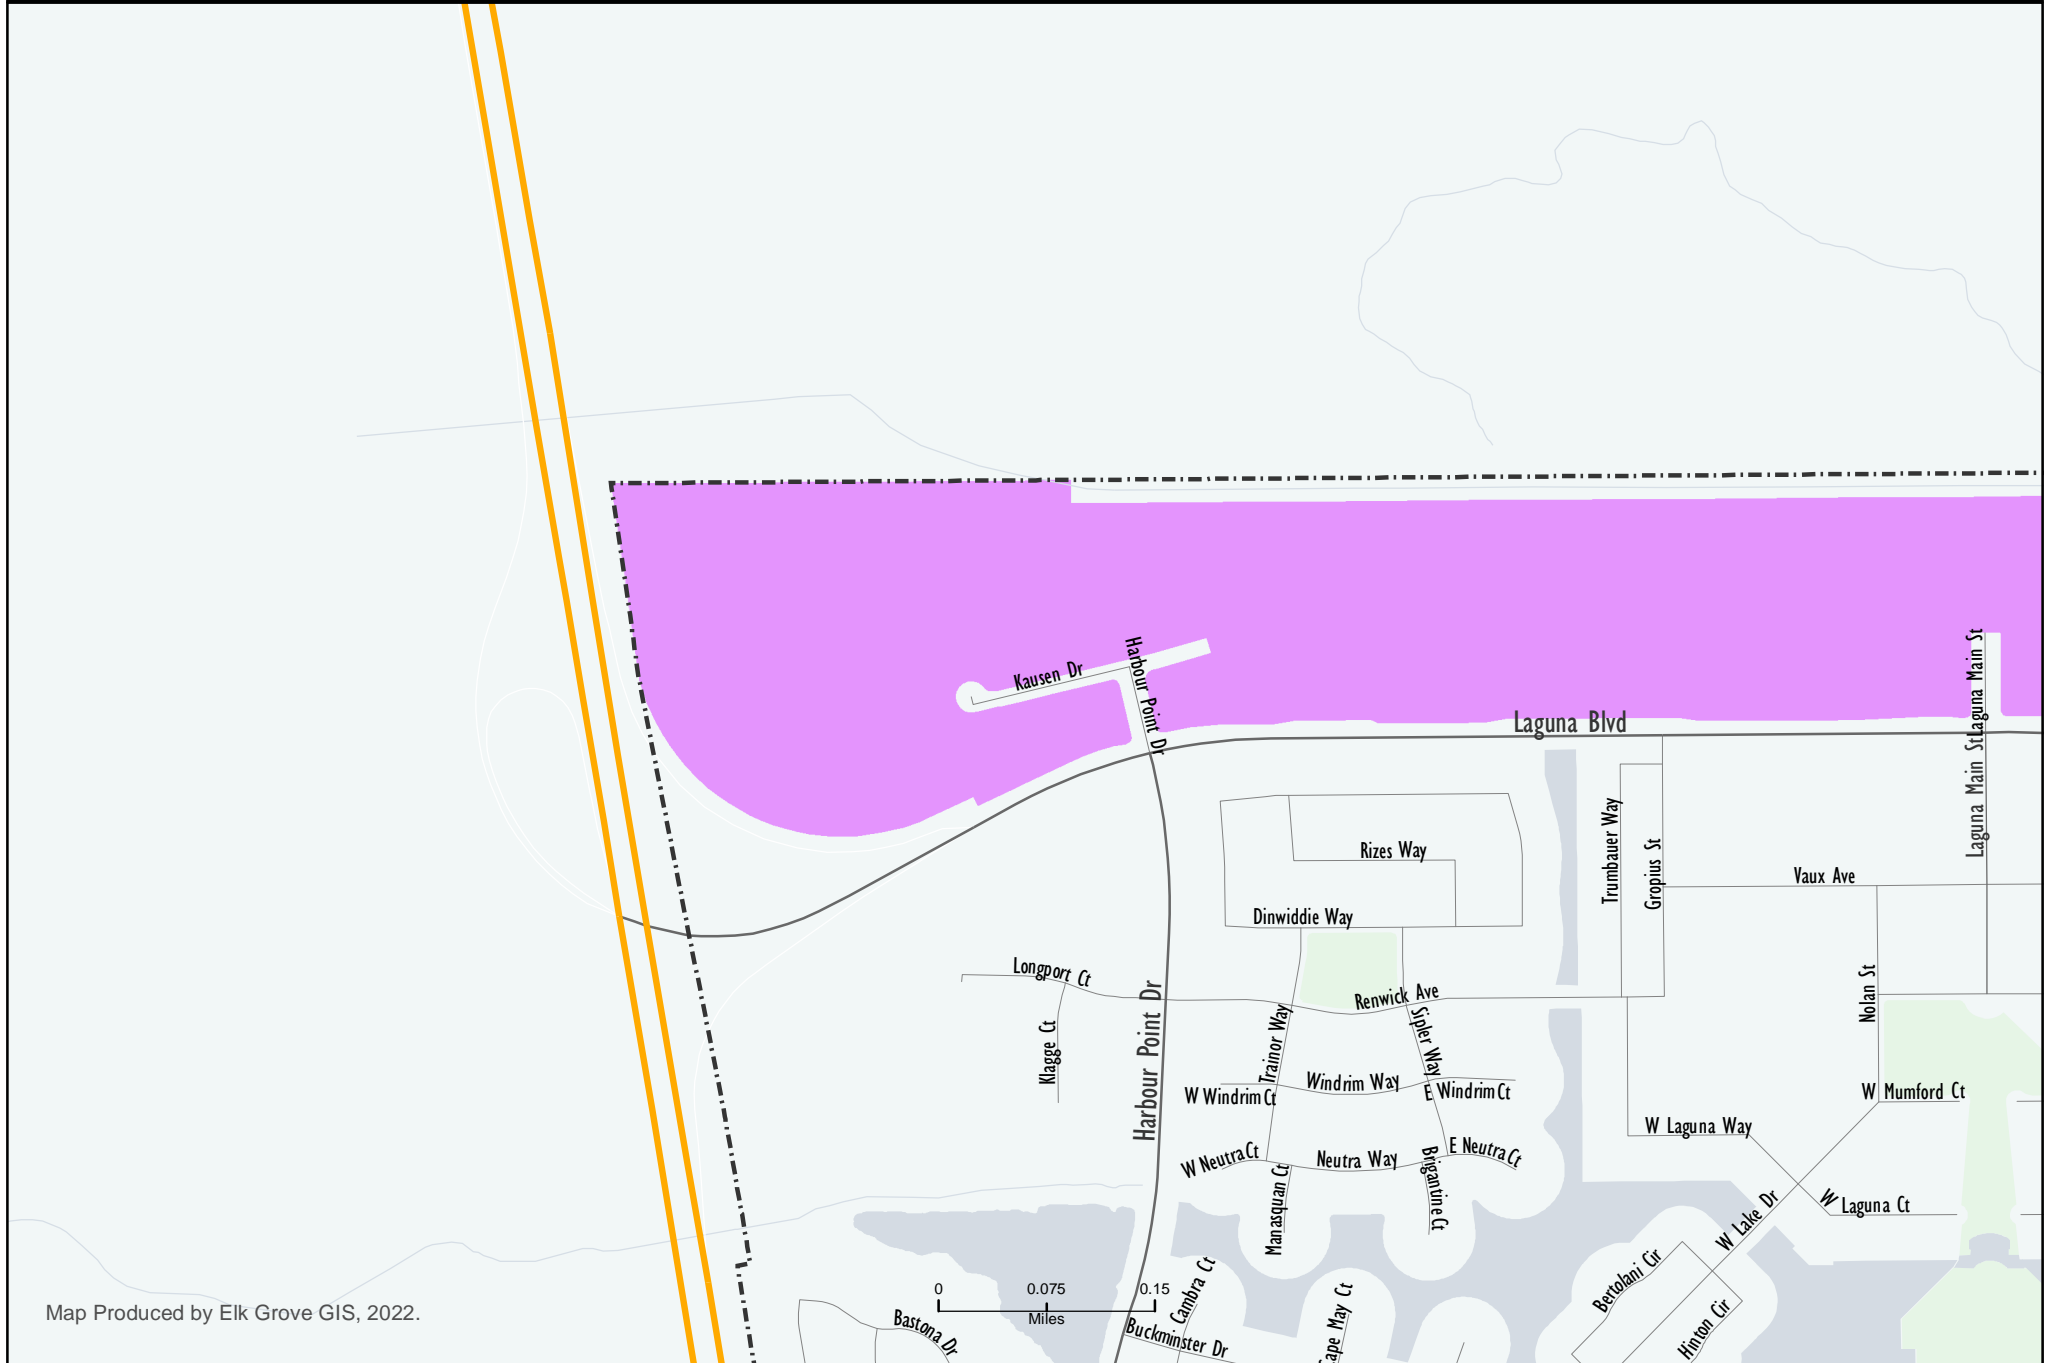 Kausen Dr
Harbour Point Dr
Laguna Blvd
Laguna Main St
Laguna Main St
Rizes Way
Trumbauer Way
Gropius St
Vaux Ave
Dinwiddie Way
Longport Ct
Harbour Point Dr
Renwick Ave
Nolan St
Klagge Ct
Trainor Way
Sipler Way
W Windrim Ct
Windrim Way
E Windrim Ct
W Mumford Ct
W Laguna Way
W Neutra Ct
Neutra Way
E Neutra Ct
Manasquan Ct
Brigantine Ct
W Lake Dr
W Laguna Ct
Bertolani Cir
Hinton Cir
Cambra Ct
ape May Ct
Buckminster Dr
Bastona Dr
0 0.075 0.15
Miles
Map Produced by Elk Grove GIS, 2022.